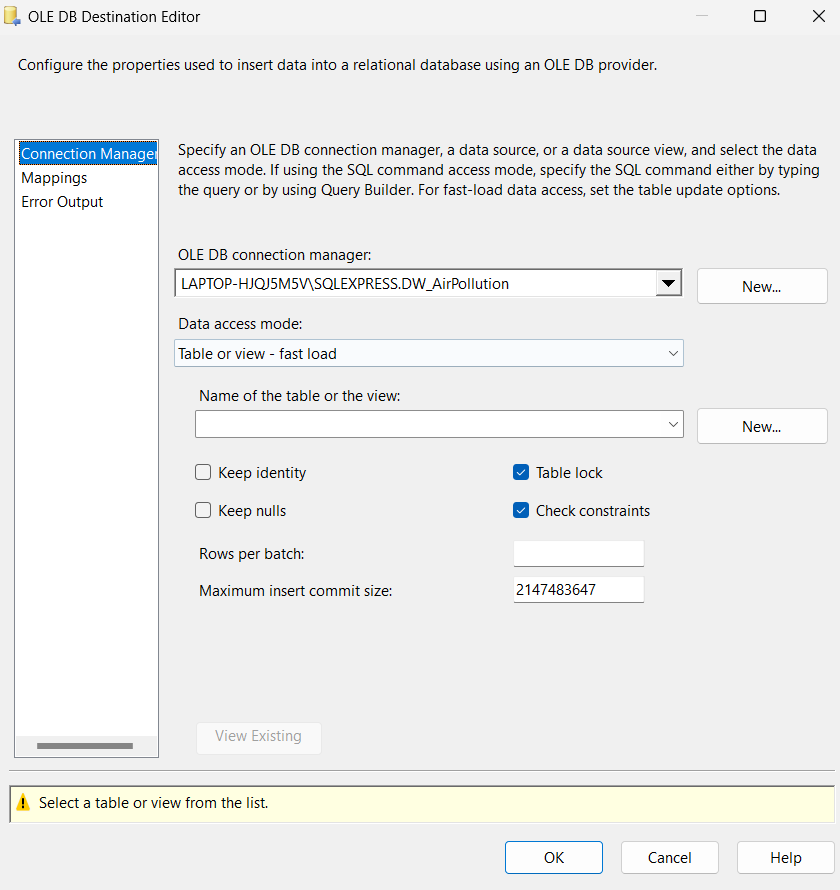 OLE DB Destination Editor
Configure the properties used to insert data into a relational database using an OLE DB provider.
Connection Manager
Mappings
Error Output
Specify an OLE DB connection manager, a data source, or a data source view, and select the data
access mode. If using the SQL command access mode, specify the SQL command either by typing
the query or by using Query Builder. For fast-load data access, set the table update options.
OLE DB connection manager:
LAPTOP-HJQJ5M5V\SQLEXPRESS.DW_AirPollution
New...
Data access mode:
Table or view - fast load
Name of the table or the view:
New...
Keep identity
Table lock
Keep nulls
Check constraints
Rows per batch:
Maximum insert commit size:
2147483647
View Existing
Select a table or view from the list.
OK
Cancel
Help